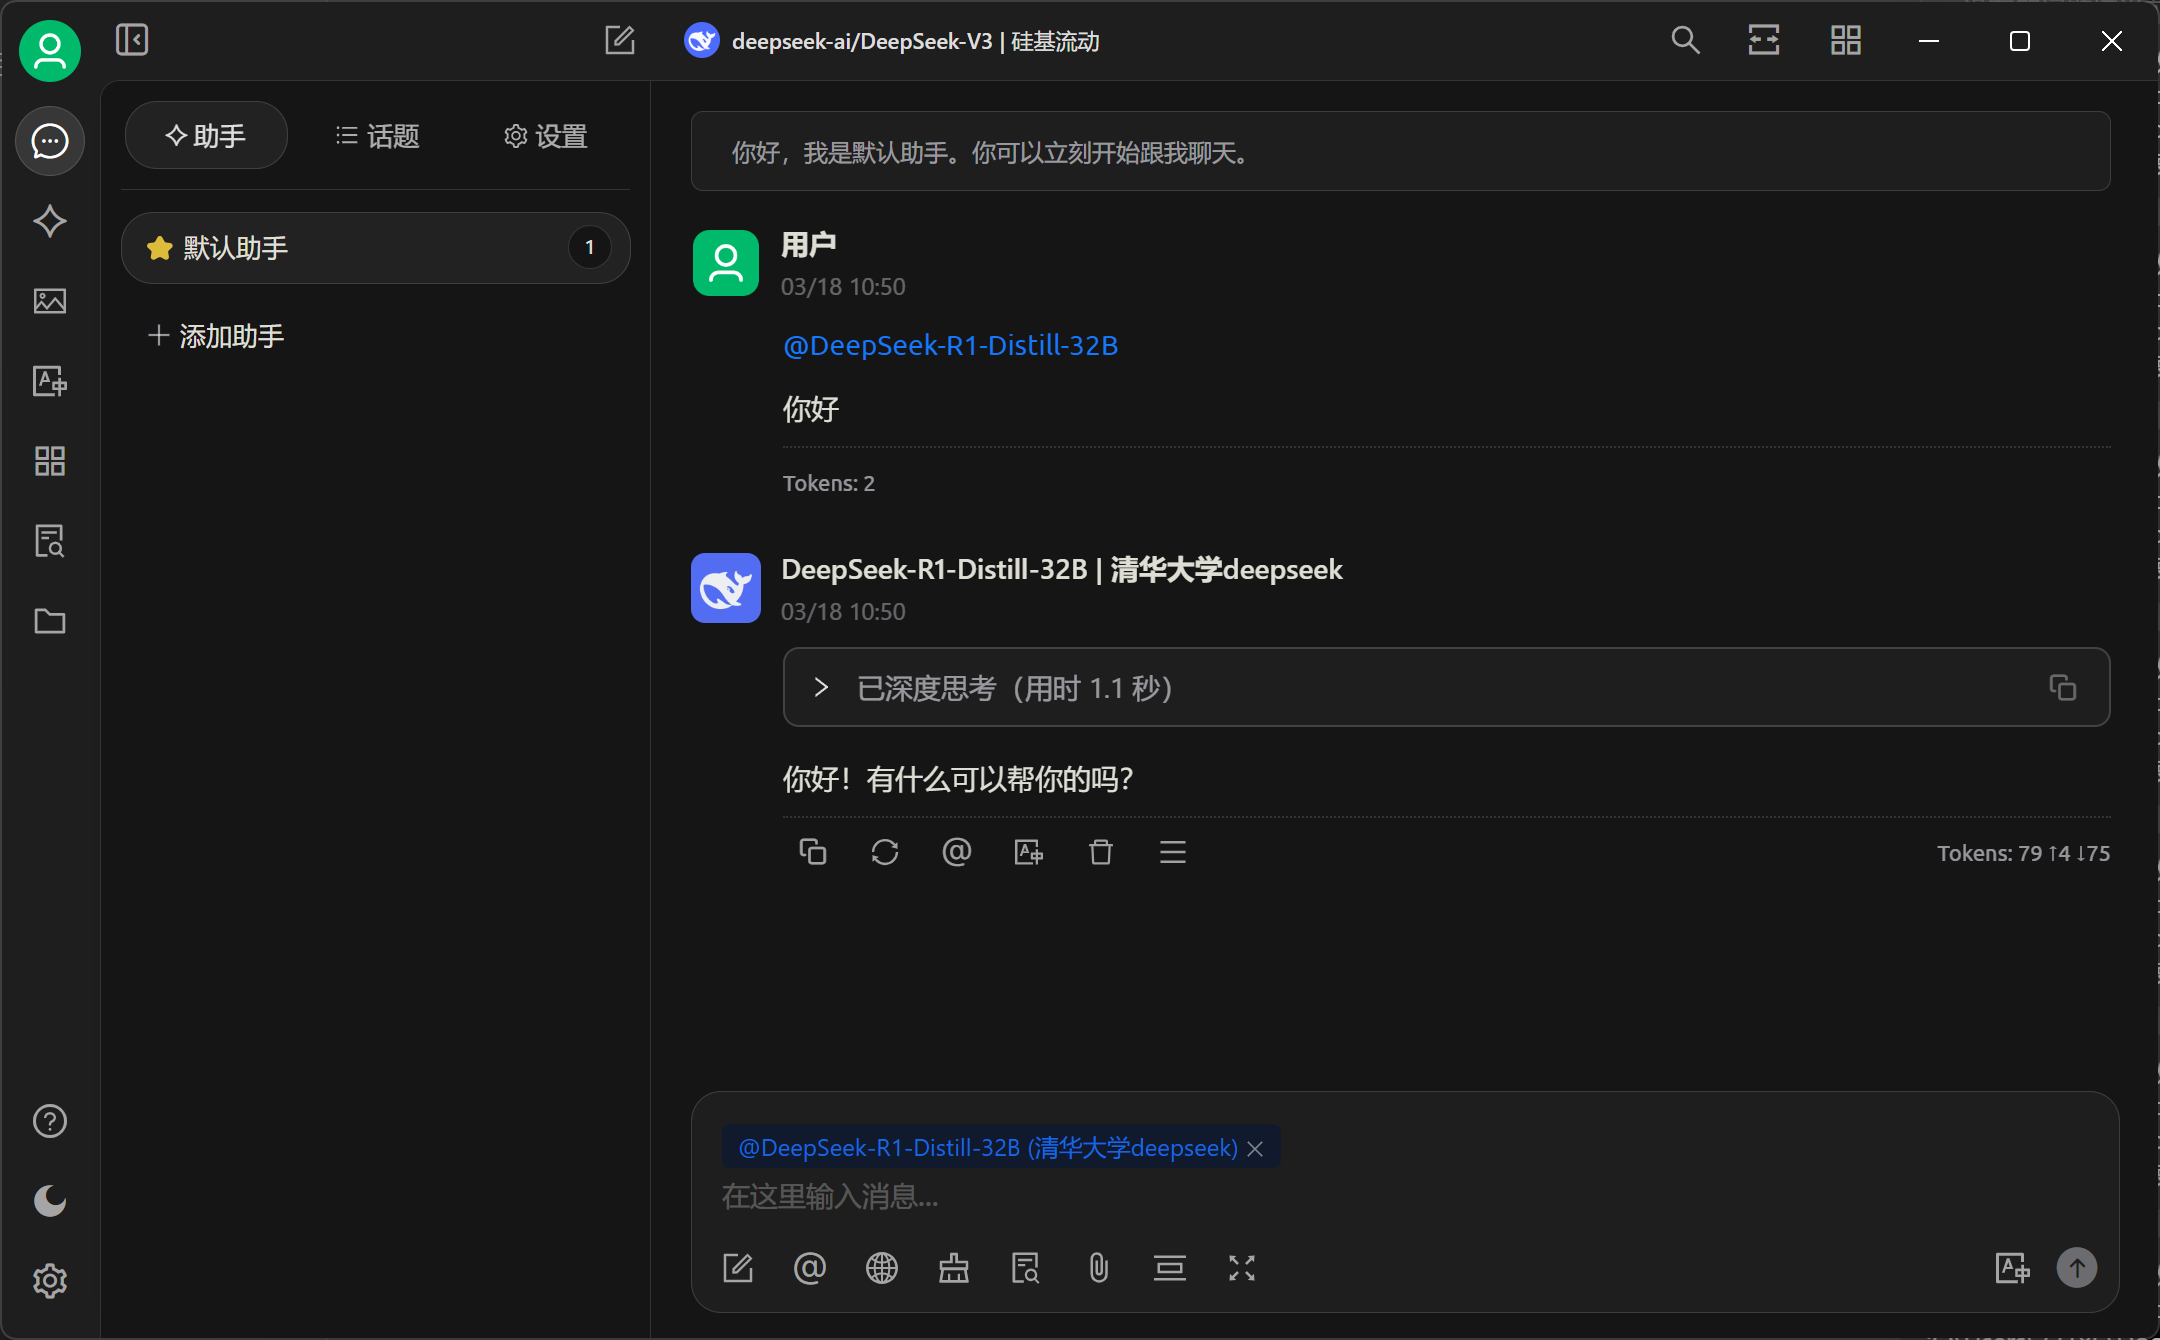 deepseek-ai/DeepSeek-V3 | 硅基流动
助手
话题
设置
默认助手
1
添加助手
你好，我是默认助手。你可以立刻开始跟我聊天。
用户
03/18 10:50
@DeepSeek-R1-Distill-32B
你好
Tokens: 2
DeepSeek-R1-Distill-32B | 清华大学deepseek
03/18 10:50
已深度思考（用时 1.1 秒）
你好！有什么可以帮你的吗？
Tokens: 79 ↑4 ↓75
@DeepSeek-R1-Distill-32B (清华大学deepseek)
在这里输入消息...